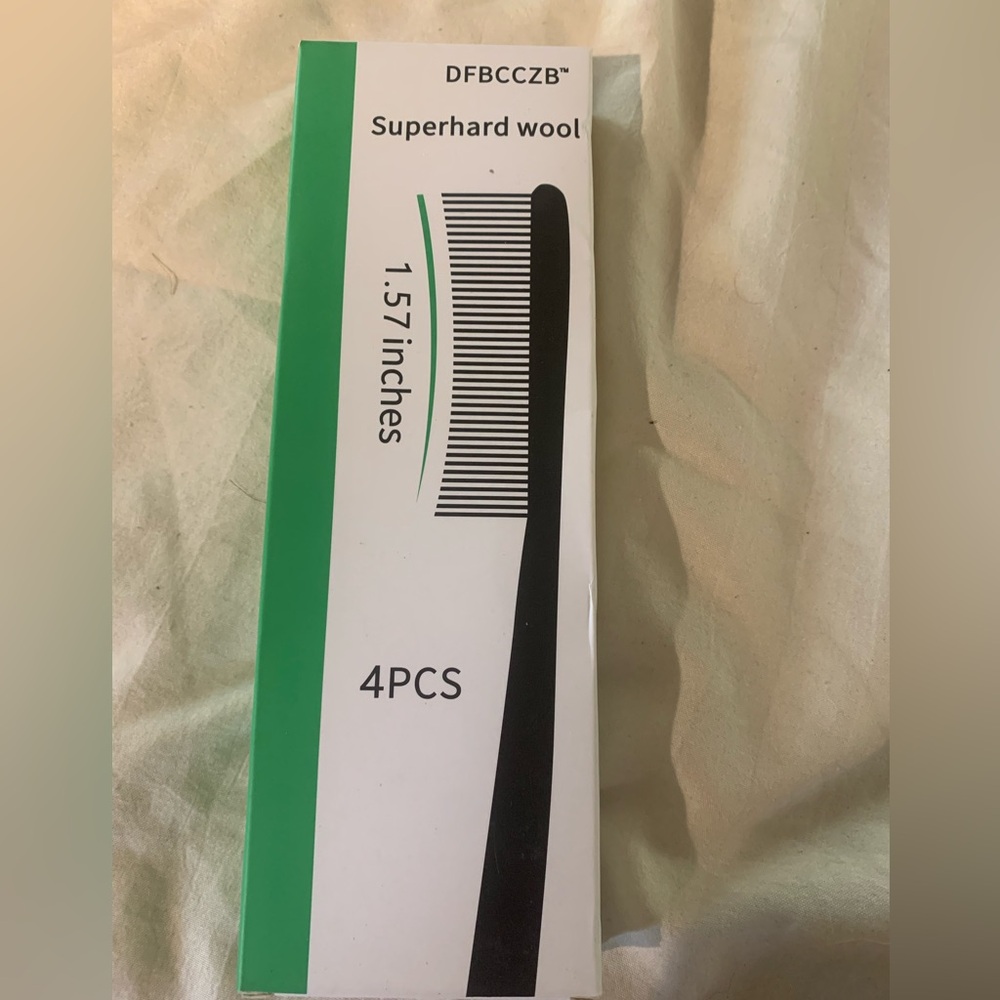 DFBCCZB™
Superhard wool
1.57 inches
4PCS